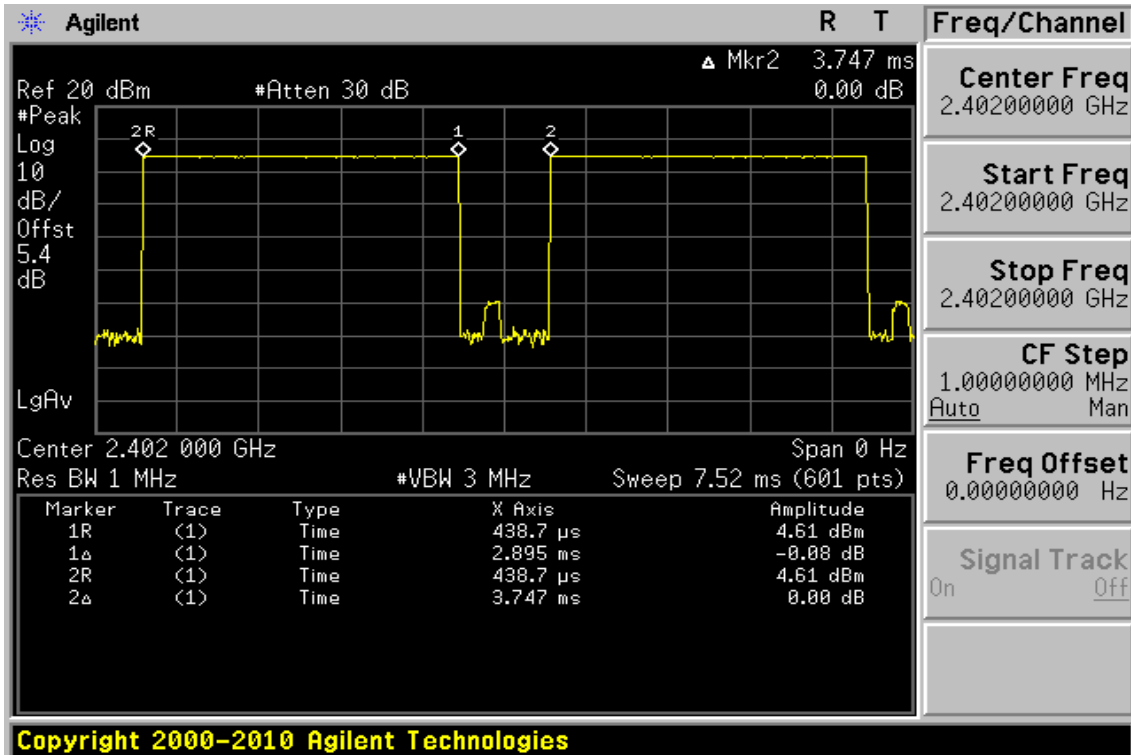 Agilent R T
Freq/Channel
Δ Mkr2 3.747 ms
Ref 20 dBm #Atten 30 dB 0.00 dB
#Peak
Log
10
dB/
Offst
5.4
dB
LgAv
2R 1 2
Center 2.402 000 GHz Span 0 Hz
Res BW 1 MHz #VBW 3 MHz Sweep 7.52 ms (601 pts)
Marker Trace Type X Axis Amplitude
1R (1) Time 438.7 µs 4.61 dBm
1Δ (1) Time 2.895 ms -0.08 dB
2R (1) Time 438.7 µs 4.61 dBm
2Δ (1) Time 3.747 ms 0.00 dB
Center Freq
2.40200000 GHz
Start Freq
2.40200000 GHz
Stop Freq
2.40200000 GHz
CF Step
1.00000000 MHz
Auto Man
Freq Offset
0.00000000 Hz
Signal Track
On Off
Copyright 2000-2010 Agilent Technologies